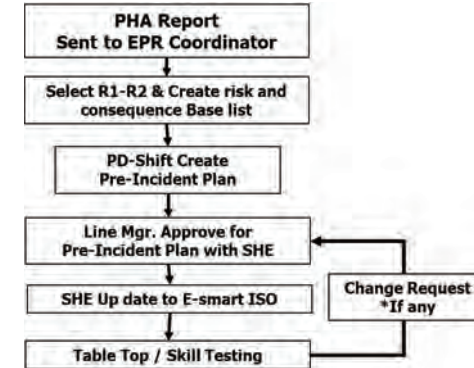 PHA Report
Sent to EPR Coordinator
Select R1-R2 & Create risk and
consequence Base list
PD-Shift Create
Pre-Incident Plan
Line Mgr. Approve for
Pre-Incident Plan with SHE
SHE Up date to E-smart ISO
Change Request
*If any
Table Top / Skill Testing